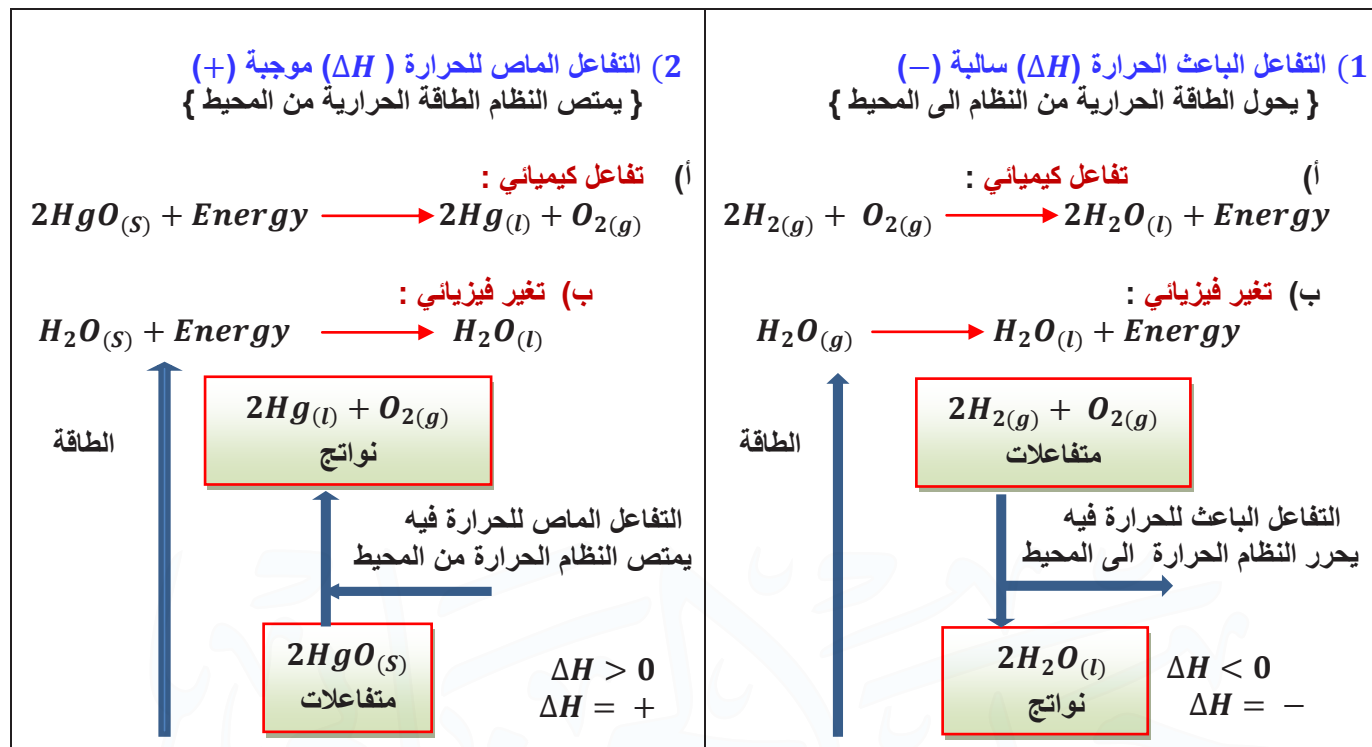 1) التفاعل الباعث الحرارة (ΔH) سالبة (−)
{ يحول الطاقة الحرارية من النظام الى المحيط }
أ) تفاعل كيميائي :
2H₂(g) + O₂(g) ⟶ 2H₂O(l) + Energy
ب) تغير فيزيائي :
H₂O(g) ⟶ H₂O(l) + Energy
2H₂(g) + O₂(g)
متفاعلات
الطاقة
التفاعل الباعث للحرارة فيه
يحرر النظام الحرارة الى المحيط
2H₂O(l)
نواتج
ΔH < 0
ΔH = −
2) التفاعل الماص للحرارة ( ΔH) موجبة (+)
{ يمتص النظام الطاقة الحرارية من المحيط }
أ) تفاعل كيميائي :
2HgO(S) + Energy ⟶ 2Hg(l) + O₂(g)
ب) تغير فيزيائي :
H₂O(S) + Energy ⟶ H₂O(l)
2Hg(l) + O₂(g)
نواتج
الطاقة
التفاعل الماص للحرارة فيه
يمتص النظام الحرارة من المحيط
2HgO(S)
متفاعلات
ΔH > 0
ΔH = +